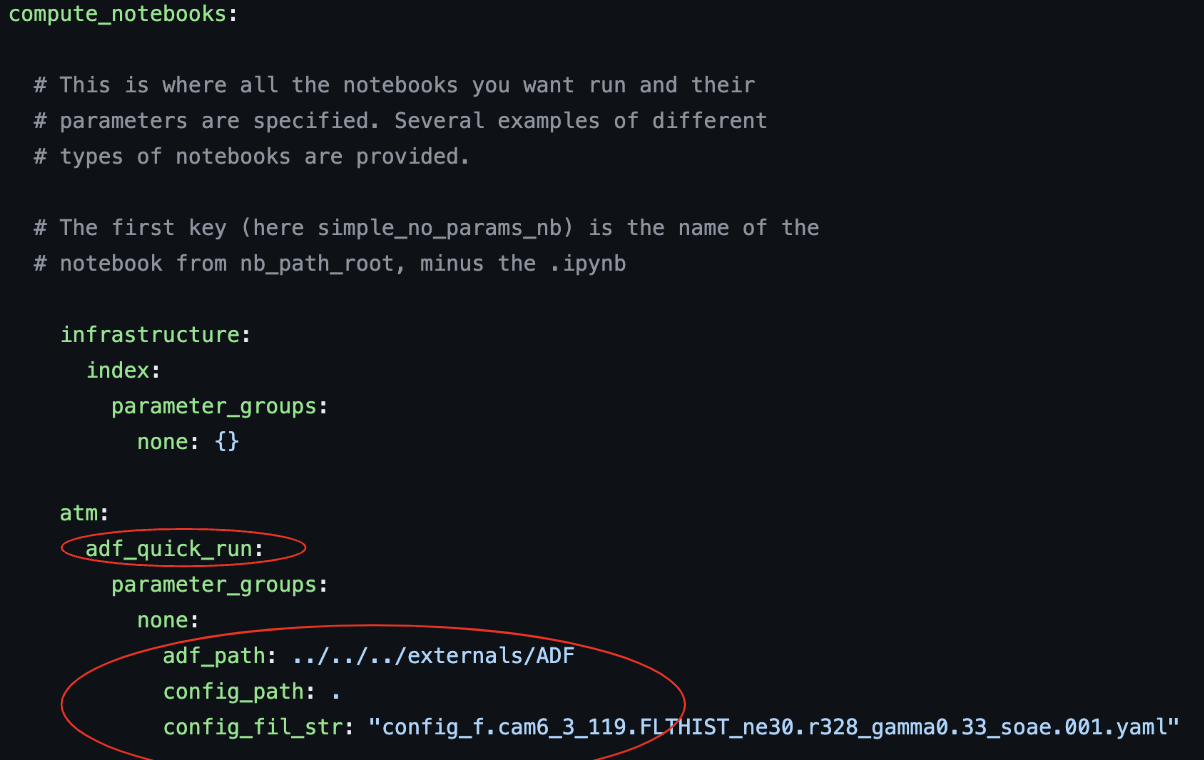 compute_notebooks:
# This is where all the notebooks you want run and their
# parameters are specified. Several examples of different
# types of notebooks are provided.
# The first key (here simple_no_params_nb) is the name of the
# notebook from nb_path_root, minus the .ipynb
infrastructure:
index:
parameter_groups:
none: {}
atm:
adf_quick_run:
parameter_groups:
none:
adf_path: ../../../externals/ADF
config_path: .
config_fil_str: "config_f.cam6_3_119.FLTHIST_ne30.r328_gamma0.33_soae.001.yaml"